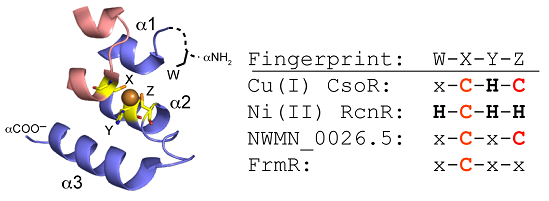 α1
αNH₂
W
X
Z
α2
Y
αCOO⁻
α3
Fingerprint: W-X-Y-Z
Cu(I) CsoR: x-C-H-C
Ni(II) RcnR: H-C-H-H
NWMN_0026.5: x-C-x-C
FrmR: x-C-x-x